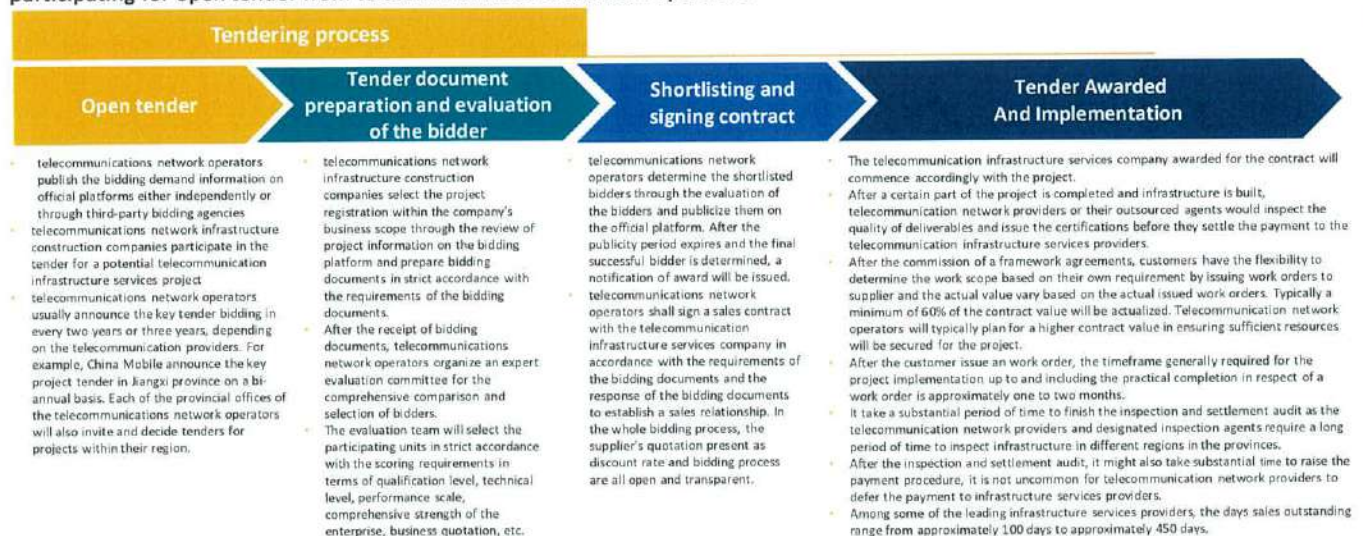 Tendering process
Open tender
Tender document
preparation and evaluation
of the bidder
Shortlisting and
signing contract
Tender Awarded
And Implementation
telecommunications network operators
publish the bidding demand information on
official platforms either independently or
through third-party bidding agencies
telecommunications network infrastructure
construction companies participate in the
tender for a potential telecommunication
infrastructure services project
telecommunications network operators
usually announce the key tender bidding in
every two years or three years, depending
on the telecommunication providers. For
example, China Mobile announce the key
project tender in Jiangxi province on a bi-
annual basis. Each of the provincial offices of
the telecommunications network operators
will also invite and decide tenders for
projects within their region.
telecommunications network
infrastructure construction
companies select the project
registration within the company's
business scope through the review of
project information on the bidding
platform and prepare bidding
documents in strict accordance with
the requirements of the bidding
documents.
After the receipt of bidding
documents, telecommunications
network operators organize an expert
evaluation committee for the
comprehensive comparison and
selection of bidders.
The evaluation team will select the
participating units in strict accordance
with the scoring requirements in
terms of qualification level, technical
level, performance scale,
comprehensive strength of the
enterprise, business quotation, etc.
telecommunications network
operators determine the shortlisted
bidders through the evaluation of
the bidders and publicize them on
the official platform. After the
publicity period expires and the final
successful bidder is determined, a
notification of award will be issued.
telecommunications network
operators shall sign a sales contract
with the telecommunication
infrastructure services company in
accordance with the requirements of
the bidding documents and the
response of the bidding documents
to establish a sales relationship. In
the whole bidding process, the
supplier's quotation present as
discount rate and bidding process
are all open and transparent.
The telecommunication infrastructure services company awarded for the contract will
commence accordingly with the project.
After a certain part of the project is completed and infrastructure is built,
telecommunication network providers or their outsourced agents would inspect the
quality of deliverables and issue the certifications before they settle the payment to the
telecommunication infrastructure services providers.
After the commission of a framework agreements, customers have the flexibility to
determine the work scope based on their own requirement by issuing work orders to
supplier and the actual value vary based on the actual issued work orders. Typically a
minimum of 60% of the contract value will be actualized. Telecommunication network
operators will typically plan for a higher contract value in ensuring sufficient resources
will be secured for the project.
After the customer issue an work order, the timeframe generally required for the
project implementation up to and including the practical completion in respect of a
work order is approximately one to two months.
It take a substantial period of time to finish the inspection and settlement audit as the
telecommunication network providers and designated inspection agents require a long
period of time to inspect infrastructure in different regions in the provinces.
After the inspection and settlement audit, it might also take substantial time to raise the
payment procedure, it is not uncommon for telecommunication network providers to
defer the payment to infrastructure services providers.
Among some of the leading infrastructure services providers, the days sales outstanding
range from approximately 100 days to approximately 450 days.